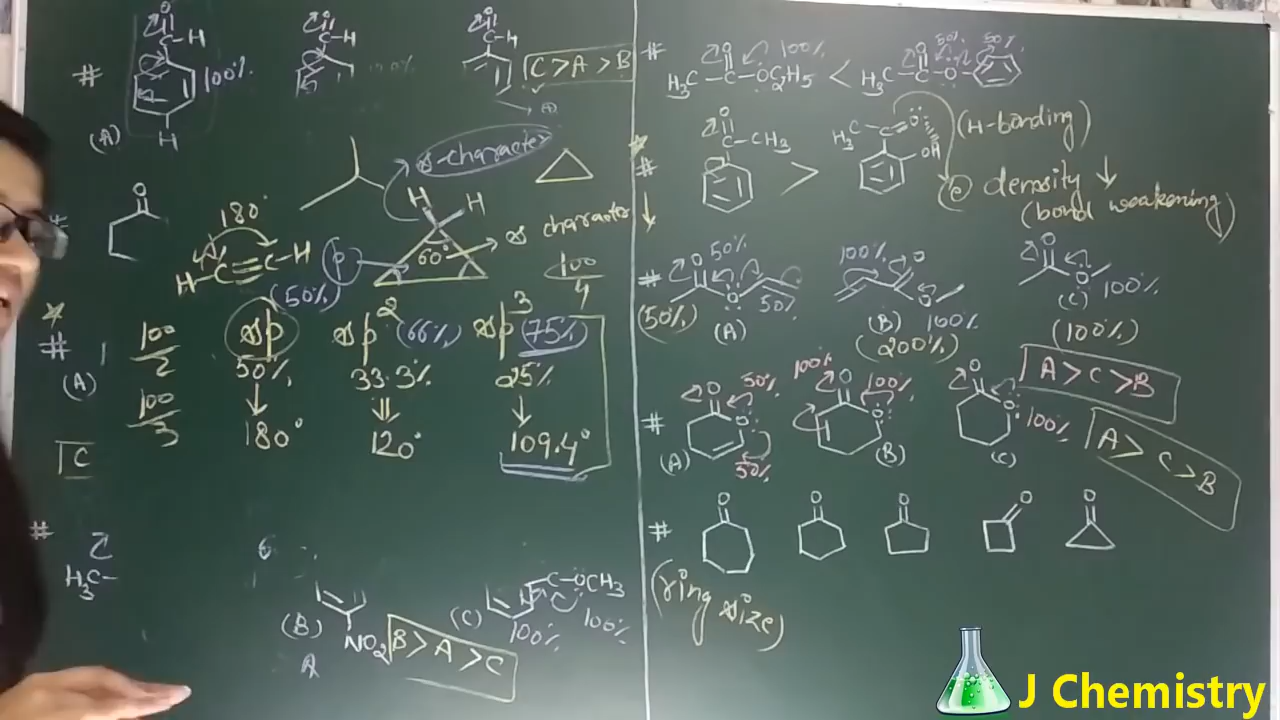 # O C-H 100% (A) H
O C-H
O C-H
C > A > B
O
180°
H C≡C-H
(50%)
p
H H
60°
s-character
s character
100/4
# (A)
100/2
sp
50%
180°
100/3
sp² (66%)
33.3%
120°
sp³ (75%)
25%
109.4°
C
# H₃C-
(B) NO₂
(C) C-OCH₃ 100% 100%
B > A > C
# H₃C-C-OC₂H₅ O 100% < H₃C-C-O- O 50% 50%
# O C-CH₃ > H₃C C O OH (H-bonding)
e density ↓
(bond weakening)
# O 50% O 50% (50%) (A)
100% O O (B) 100% (200%)
O O (C) 100% (100%)
A > C > B
# O 50% O (A) 50%
100% O 100% O (B)
O O 100% (C)
A > C > B
# O O O O O
(ring size)
J Chemistry